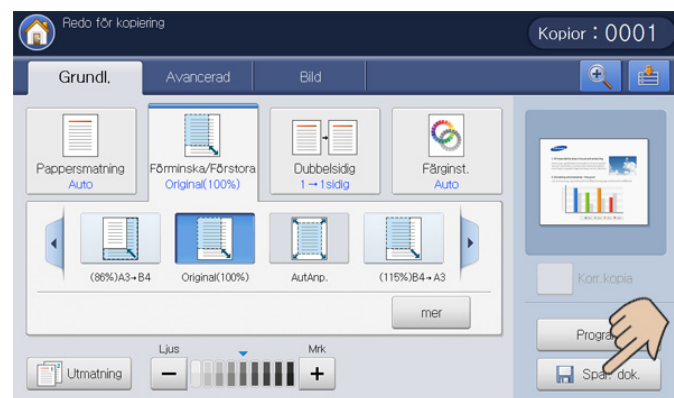 Redo för kopiering
Kopior : 0001
Grundl.
Avancerad
Bild
Pappersmatning
Auto
Förminska/Förstora
Original(100%)
Dubbelsidig
1→1sidig
Färginst.
Auto
(86%)A3→B4
Original(100%)
AutAnp.
(115%)B4→A3
mer
Korr.kopia
Ljus
Mrk
Utmatning
dok.